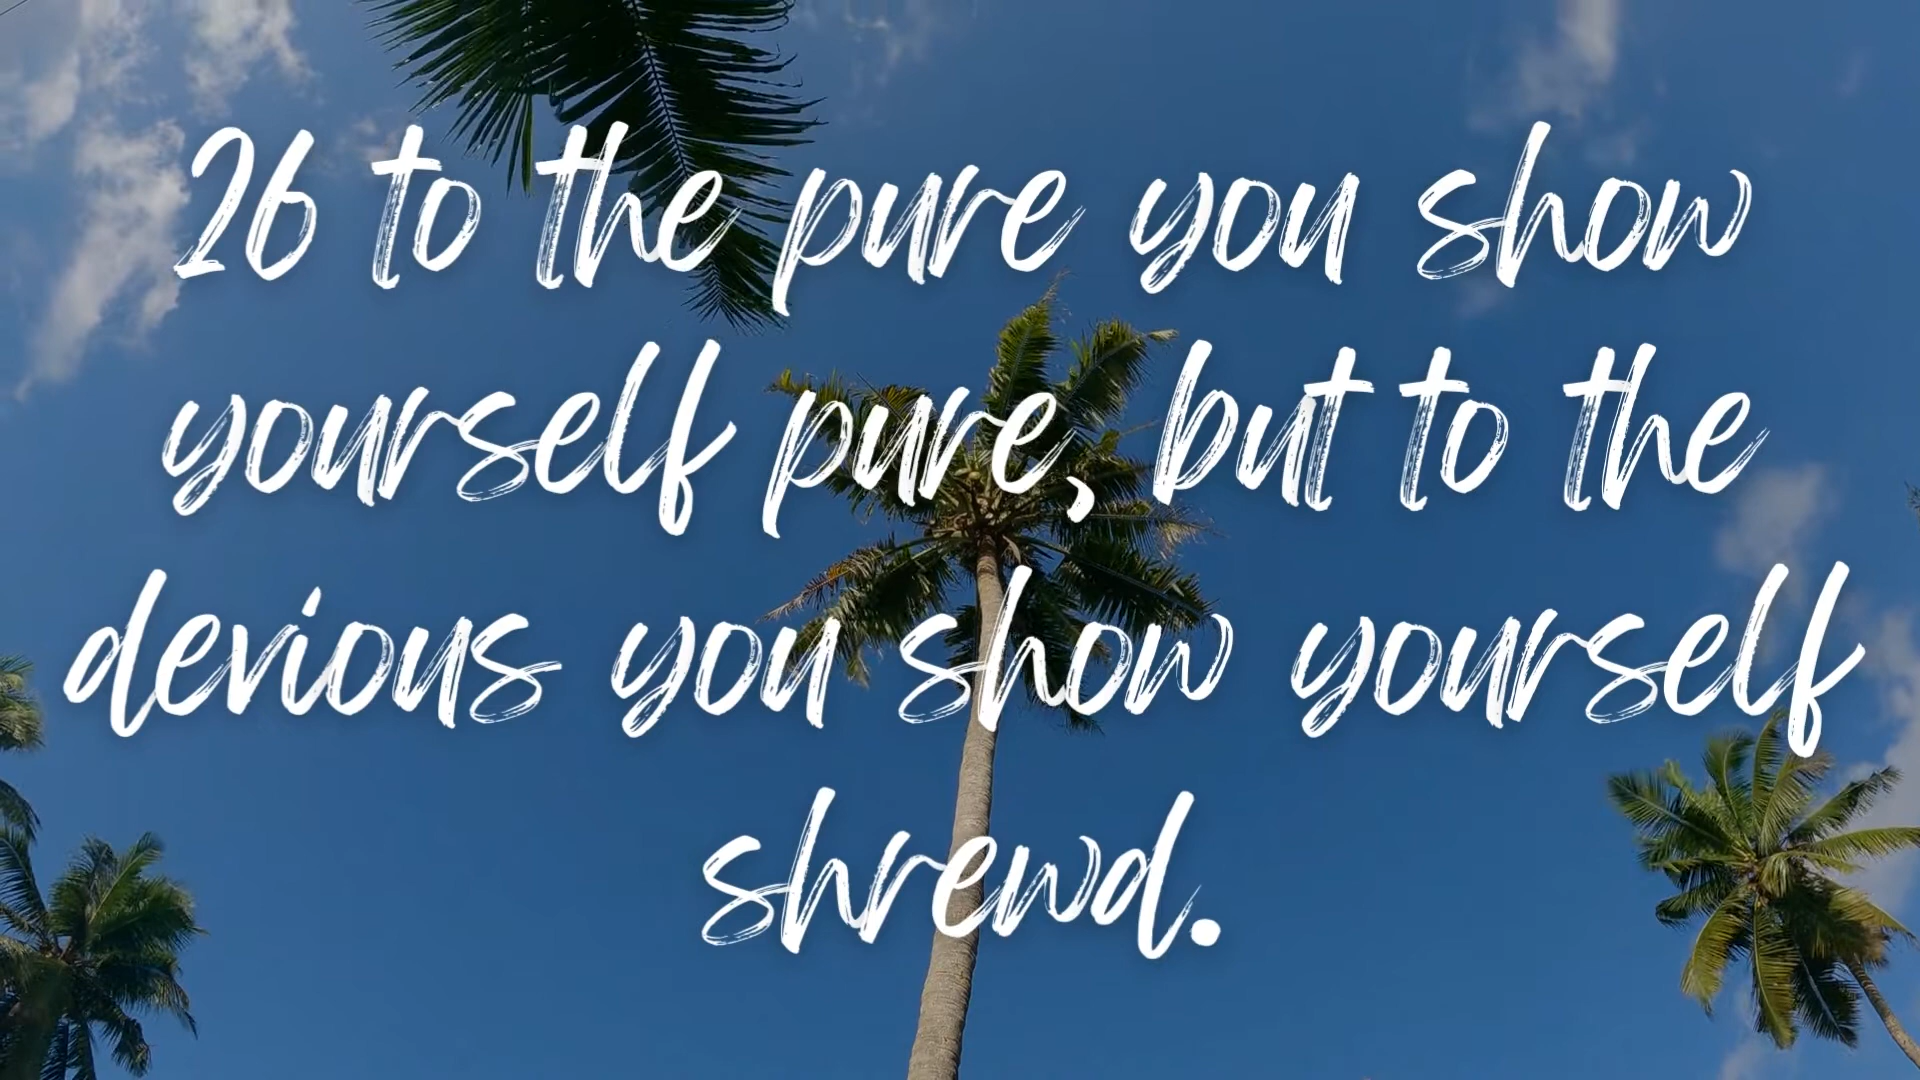 26 to the pure you show
yourself pure, but to the
devious you show yourself
shrewd.